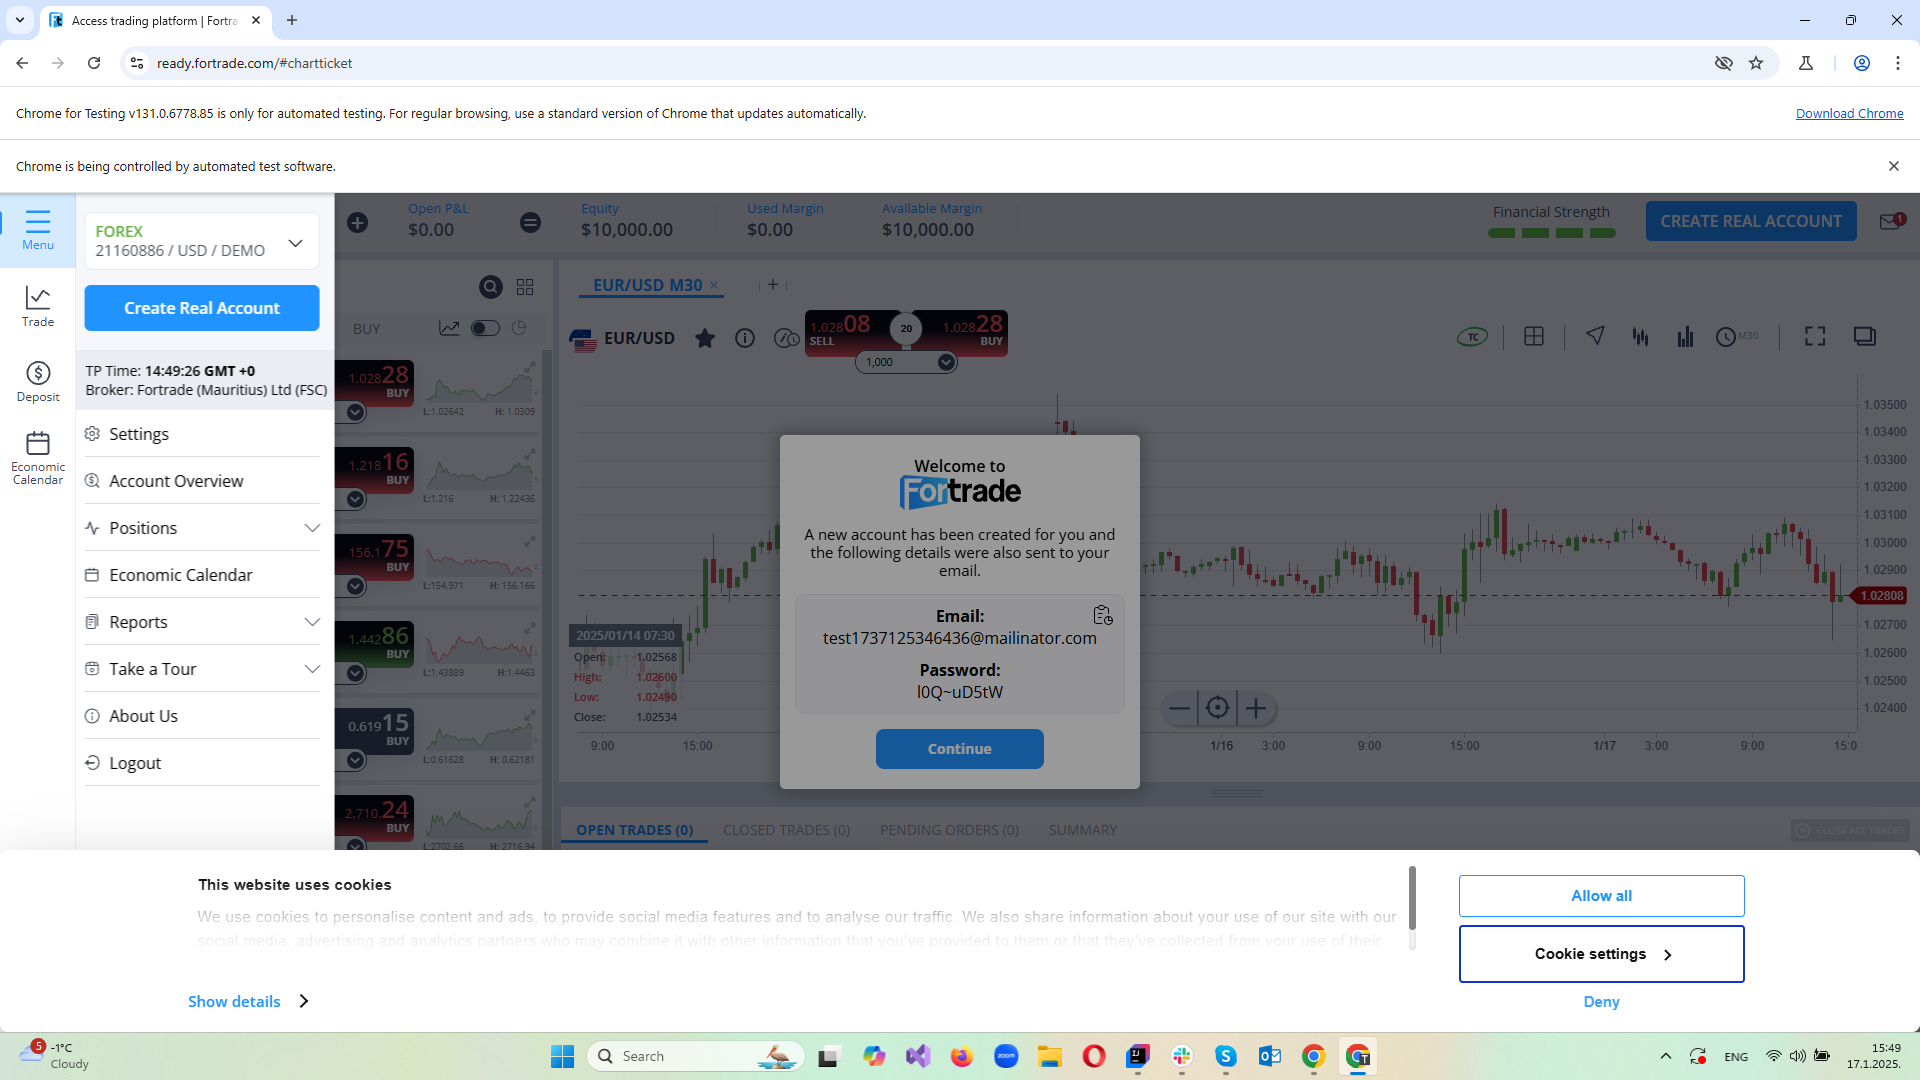 Access trading platform | Fortra
ready.fortrade.com/#chartticket
Chrome for Testing v131.0.6778.85 is only for automated testing. For regular browsing, use a standard version of Chrome that updates automatically.
Download Chrome
Chrome is being controlled by automated test software.
Menu
Trade
Deposit
Economic
Calendar
FOREX
21160886 / USD / DEMO
Create Real Account
TP Time: 14:49:26 GMT +0
Broker: Fortrade (Mauritius) Ltd (FSC)
Settings
Account Overview
Positions
Economic Calendar
Reports
Take a Tour
About Us
Logout
Open P&L
$0.00
Equity
$10,000.00
Used Margin
$0.00
Available Margin
$10,000.00
Financial Strength
CREATE REAL ACCOUNT
1
BUY
1.02828
BUY
L:1.02642 H: 1.0309
1.21816
BUY
L:1.216 H: 1.22436
156.175
BUY
L:154.971 H: 156.166
1.44286
BUY
L:1.43889 H: 1.4463
0.61915
BUY
L:0.61628 H: 0.62181
2,710.24
BUY
L:2702.66 H: 2716.94
EUR/USD M30
EUR/USD
1.02808
SELL
20
1.02828
BUY
1,000
TC
M30
1.03500
1.03400
1.03300
1.03200
1.03100
1.03000
1.02900
1.02808
1.02700
1.02600
1.02500
1.02400
2025/01/14 07:30
Open: 1.02568
High: 1.02600
Low: 1.02490
Close: 1.02534
9:00 15:00 1/16 3:00 9:00 15:00 1/17 3:00 9:00 15:0
Welcome to
Fortrade
A new account has been created for you and
the following details were also sent to your
email.
Email:
test1737125346436@mailinator.com
Password:
l0Q~uD5tW
Continue
OPEN TRADES (0)
CLOSED TRADES (0)
PENDING ORDERS (0)
SUMMARY
CLOSE ALL TRADES
This website uses cookies
We use cookies to personalise content and ads, to provide social media features and to analyse our traffic. We also share information about your use of our site with our
social media, advertising and analytics partners who may combine it with other information that you've provided to them or that they've collected from your use of their
Show details
Allow all
Cookie settings
Deny
5
-1°C
Cloudy
Search
zoom
ENG
15:49
17.1.2025.